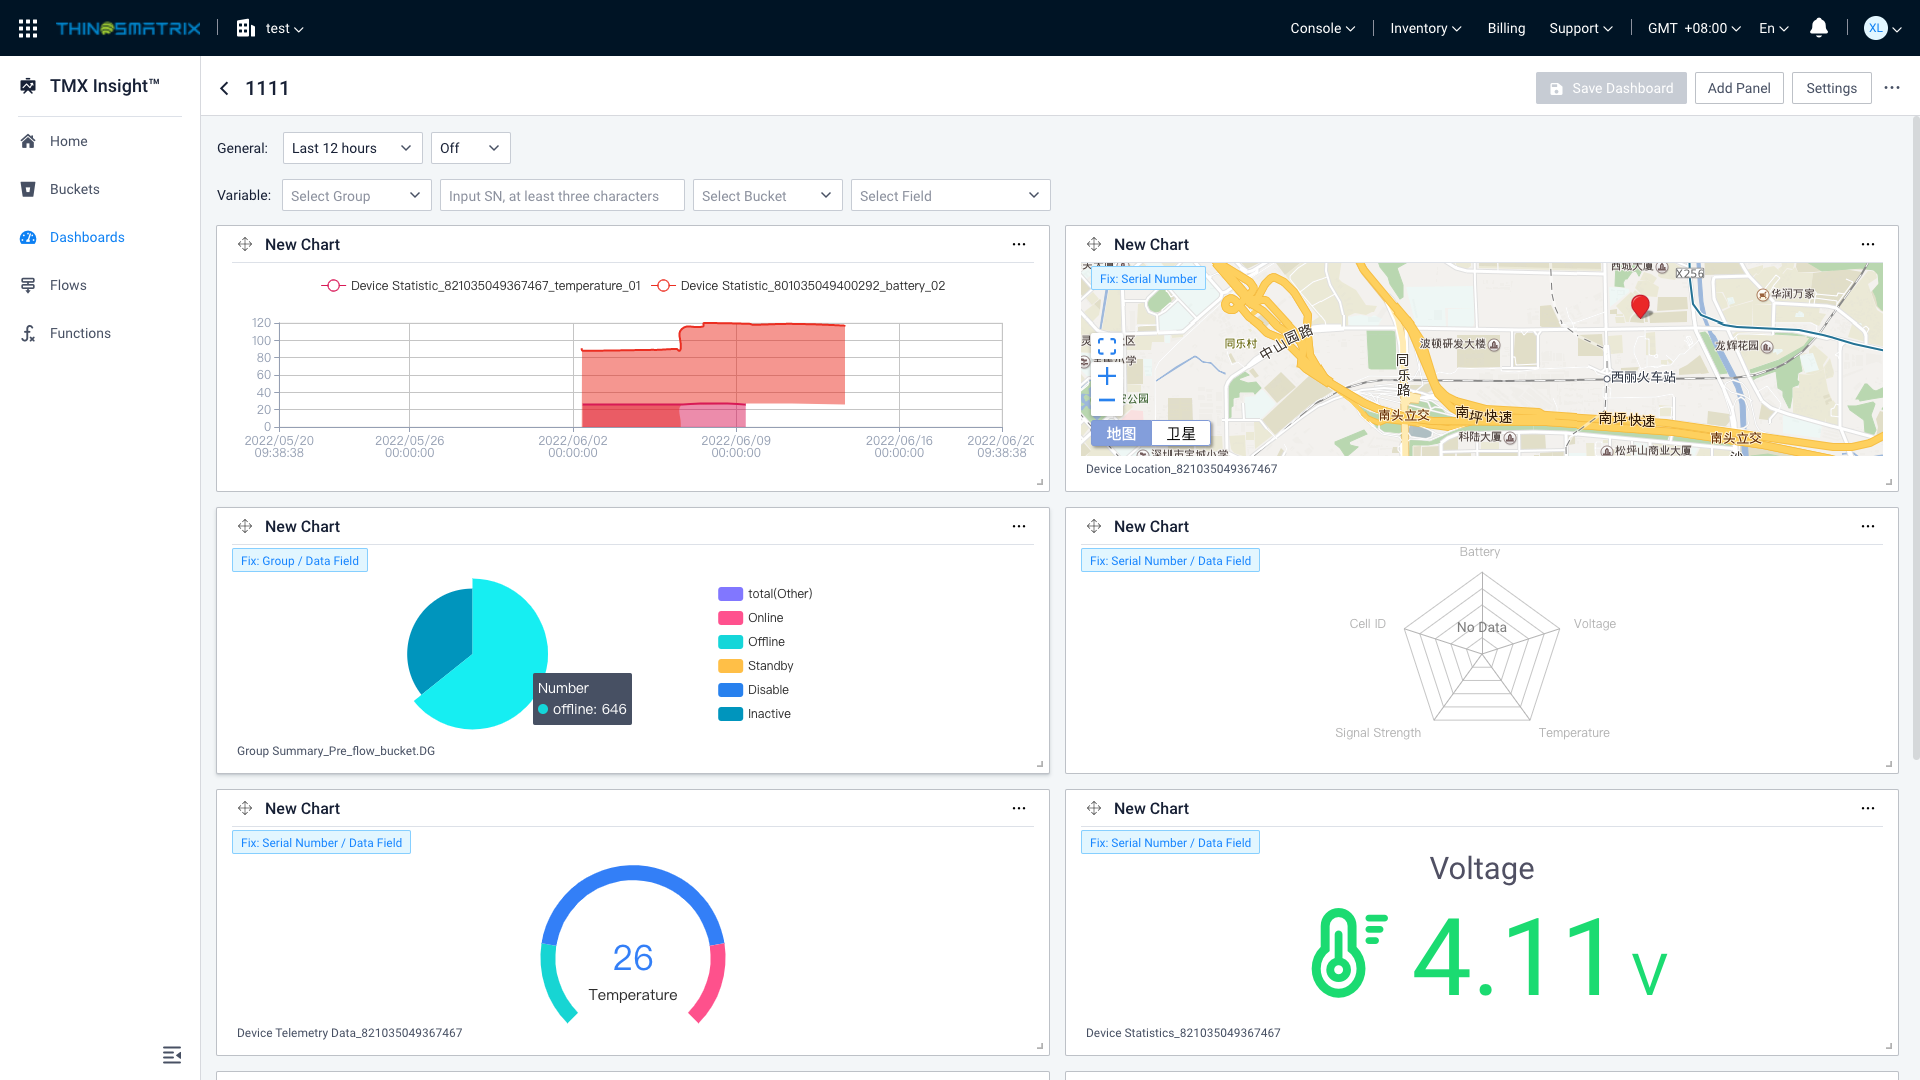 THINGSMATRIX
test
Console
Inventory
Billing
Support
GMT +08:00
En
XL
TMX Insight™
Home
Buckets
Dashboards
Flows
Functions
1111
Save Dashboard
Add Panel
Settings
General:
Last 12 hours
Off
Variable:
Select Group
Input SN, at least three characters
Select Bucket
Select Field
New Chart
Device Statistic_821035049367467_temperature_01
Device Statistic_801035049400292_battery_02
120
100
80
60
40
20
0
2022/05/20
09:38:38
2022/05/26
00:00:00
2022/06/02
00:00:00
2022/06/09
00:00:00
2022/06/16
00:00:00
2022/06/20
09:38:38
New Chart
Fix: Serial Number
西城大厦
X256
华润万家
中山园路
同乐村
波顿研发大楼
龙辉花园
同乐路
西丽火车站
南头立交
南坪快速
南坪快速
科陆大厦
南头立交
松坪山商业大厦
地图
卫星
Device Location_821035049367467
New Chart
Fix: Group / Data Field
total(Other)
Online
Offline
Standby
Disable
Inactive
Number
offline: 646
Group Summary_Pre_flow_bucket.DG
New Chart
Fix: Serial Number / Data Field
Battery
Cell ID
No Data
Voltage
Signal Strength
Temperature
New Chart
Fix: Serial Number / Data Field
26
Temperature
Device Telemetry Data_821035049367467
New Chart
Fix: Serial Number / Data Field
Voltage
4.11 V
Device Statistics_821035049367467